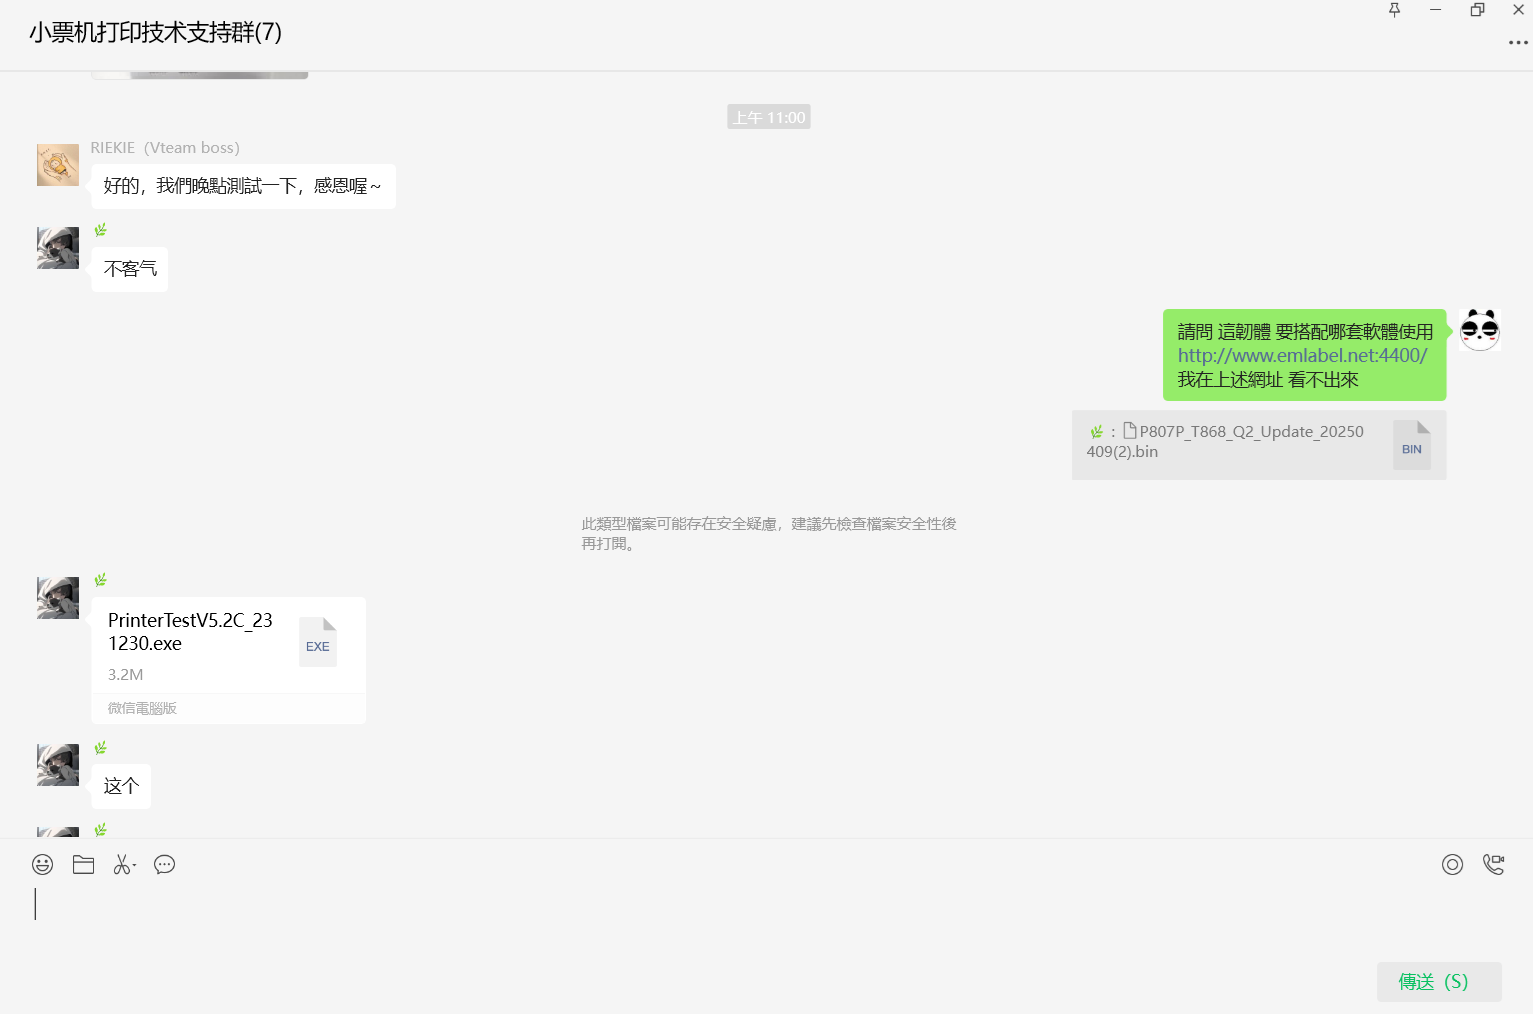 小票机打印技术支持群(7)
上午 11:00
RIEKIE（Vteam boss）
好的，我們晚點測試一下，感恩喔~
不客气
請問 這韌體 要搭配哪套軟體使用
http://www.emlabel.net:4400/
我在上述網址 看不出來
：P807P_T868_Q2_Update_20250
409(2).bin
BIN
此類型檔案可能存在安全疑慮，建議先檢查檔案安全性後
再打開。
PrinterTestV5.2C_23
1230.exe
EXE
3.2M
微信電腦版
这个
傳送（S）